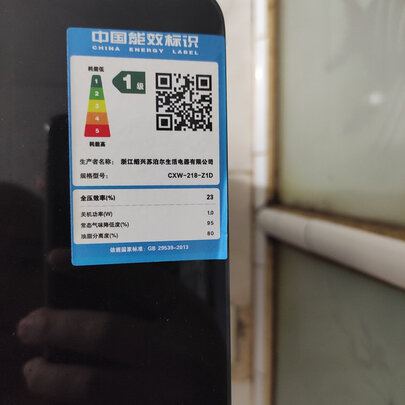 中国能效标识
CHINA ENERGY LABEL
耗能低
1
2
3
4
5
耗能高
1级
生产者名称： 浙江绍兴苏泊尔生活电器有限公司
规格型号： CXW-218-Z1D
全压效率(%) 23
关机功率(W) 1.0
常态气味降低度(%) 95
油脂分离度(%) 80
依据国家标准：GB 29539-2013